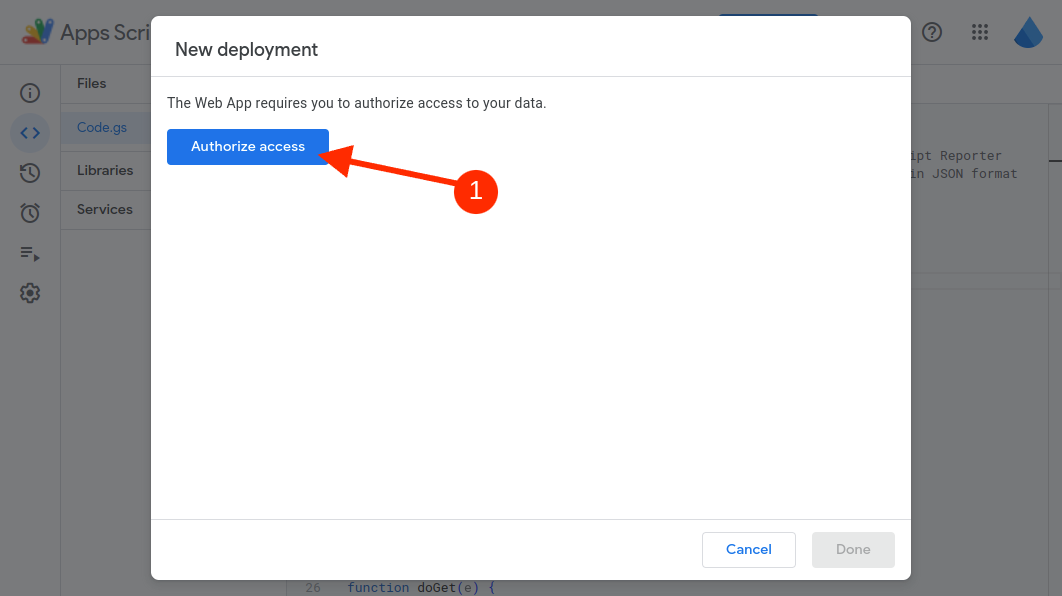 Apps Scri
New deployment
Files
The Web App requires you to authorize access to your data.
Code.gs
Authorize access
ipt Reporter
Libraries
in JSON format
1
Services
Cancel
Done
26 function doGet(e) {